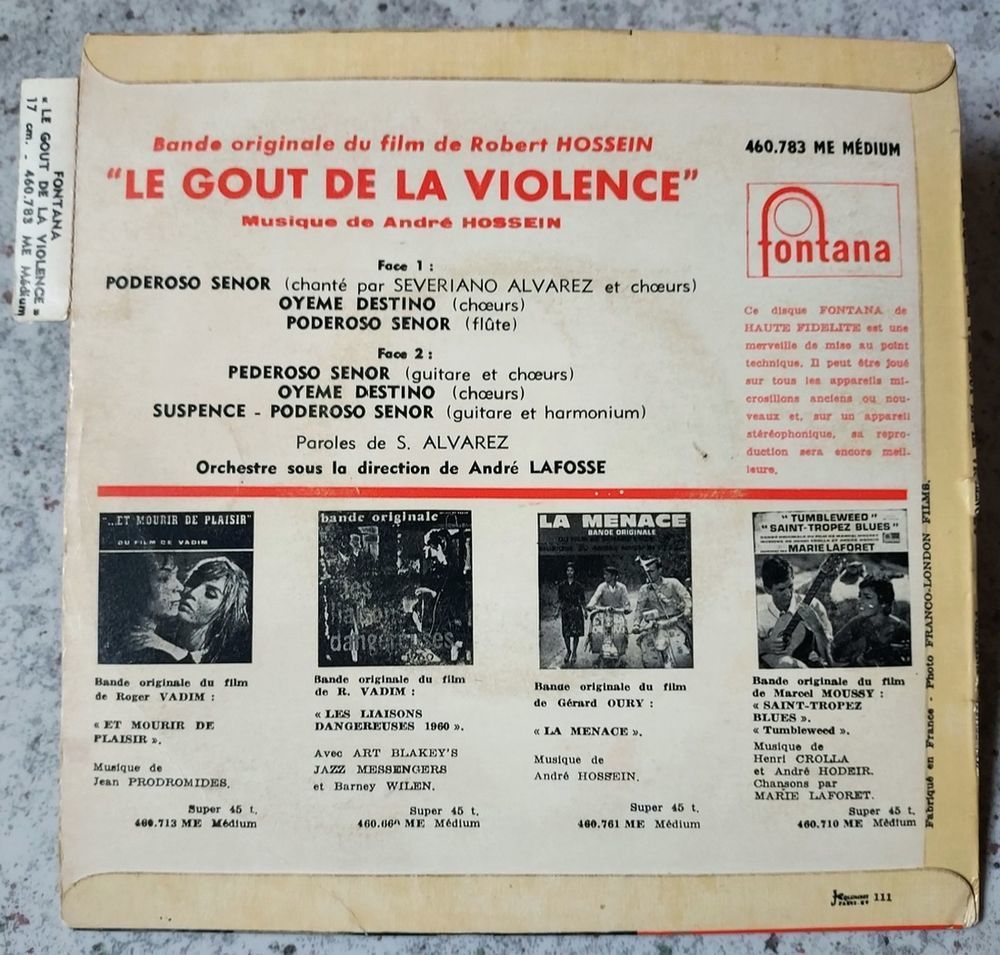 FONTANA
« LE GOUT DE LA VIOLENCE »
17 cm. - 460.783 ME Médium
Bande originale du film de Robert HOSSEIN
"LE GOUT DE LA VIOLENCE"
Musique de André HOSSEIN
460.783 ME MÉDIUM
fontana
Face 1 :
PODEROSO SENOR (chanté par SEVERIANO ALVAREZ et chœurs)
OYEME DESTINO (chœurs)
PODEROSO SENOR (flûte)
Face 2 :
PEDEROSO SENOR (guitare et chœurs)
OYEME DESTINO (chœurs)
SUSPENCE - PODEROSO SENOR (guitare et harmonium)
Paroles de S. ALVAREZ
Orchestre sous la direction de André LAFOSSE
Ce disque FONTANA de
HAUTE FIDELITE est une
merveille de mise au point
technique. Il peut être joué
sur tous les appareils mi-
crosillons anciens ou nou-
veaux et, sur un appareil
stéréophonique, sa repro-
duction sera encore meil-
leure.
...ET MOURIR DE PLAISIR"
DU FILM DE VADIM
Bande originale du film
de Roger VADIM :
« ET MOURIR DE
PLAISIR ».
Musique de
Jean PRODROMIDES.
Super 45 t.
460.713 ME Médium
bande originale
dangereuses
Bande originale du film
de R. VADIM :
« LES LIAISONS
DANGEREUSES 1960 ».
Avec ART BLAKEY'S
JAZZ MESSENGERS
et Barney WILEN.
Super 45 t.
ME Médium
LA MENACE
BANDE ORIGINALE
Bande originale du film
de Gérard OURY :
« LA MENACE ».
Musique de
André HOSSEIN.
Super 45 t.
460.761 ME Médium
"TUMBLEWEED"
"SAINT-TROPEZ BLUES"
MARIE LAFORET
Bande originale du film
de Marcel MOUSSY :
« SAINT-TROPEZ
BLUES ».
« Tumbleweed ».
Musique de
Henri CROLLA
et André HODEIR.
Chansons par
MARIE LAFORET.
Super 45 t.
460.710 ME Médium
Fabriqué en France - Photo FRANCO-LONDON FILMS.
111